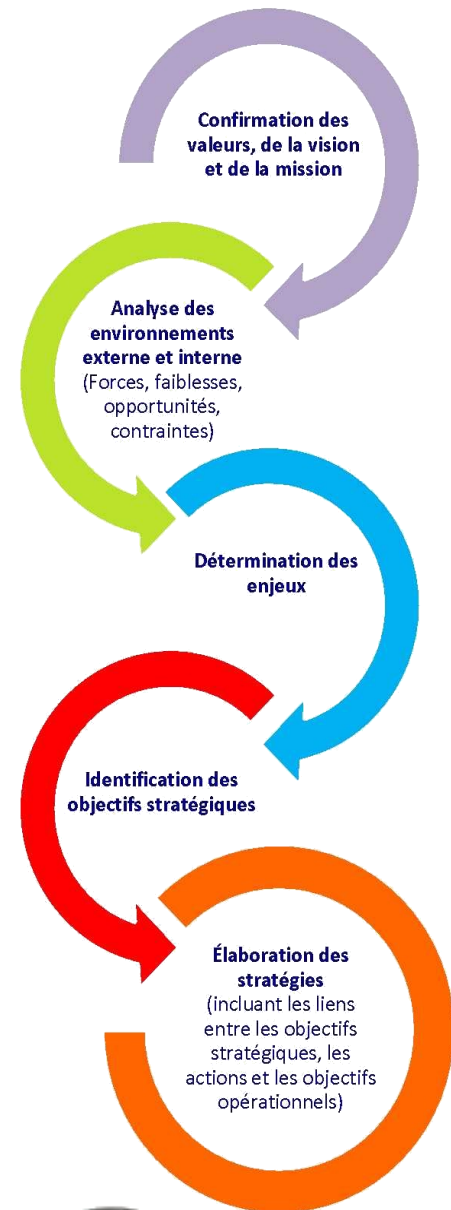 Confirmation des
valeurs, de la vision
et de la mission
Analyse des
environnements
externe et interne
(Forces, faiblesses,
opportunités,
contraintes)
Détermination des
enjeux
Identification des
objectifs stratégiques
Élaboration des
stratégies
(incluant les liens
entre les objectifs
stratégiques, les
actions et les objectifs
opérationnels)